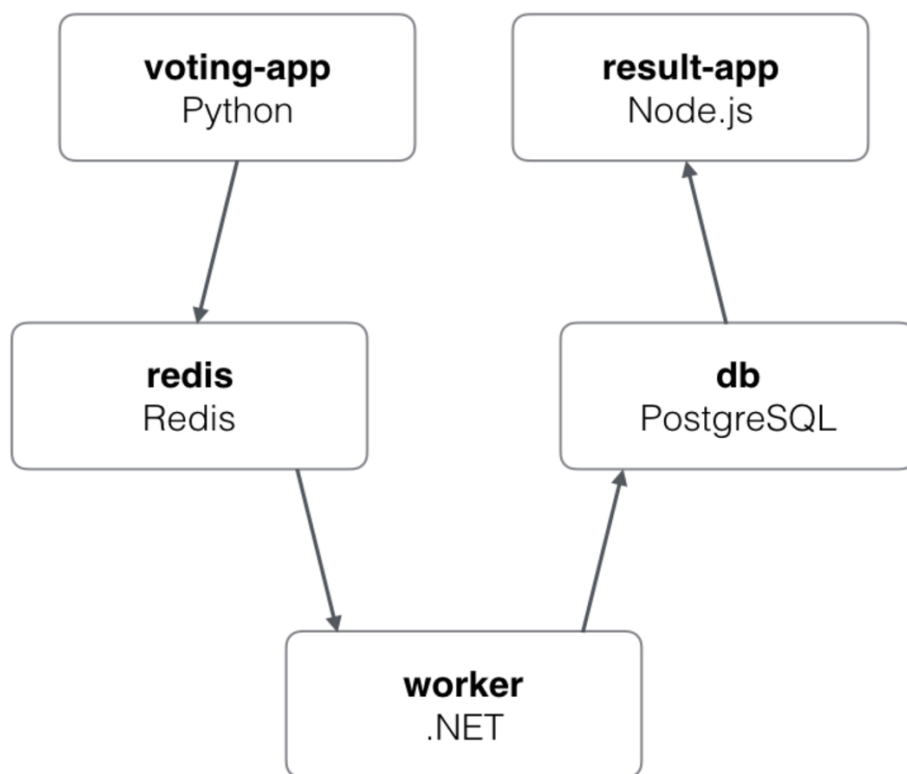 voting-app
Python
result-app
Node.js
redis
Redis
db
PostgreSQL
worker
.NET